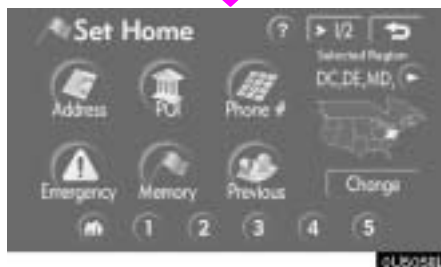 Set Home
? > 1/2
Selected Region
DC,DE,MD,
Address POI Phone #
Emergency Memory Previous
Change
1 2 3 4 5